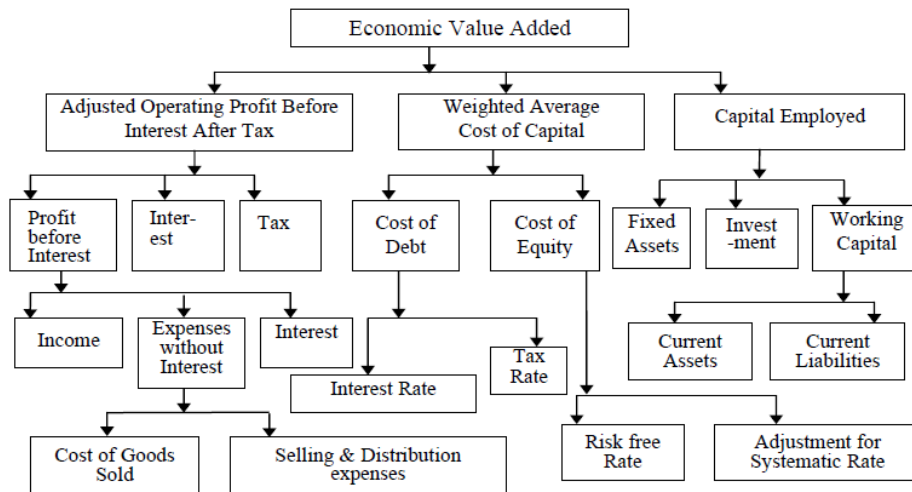 Economic Value Added
Adjusted Operating Profit Before
Interest After Tax
Weighted Average
Cost of Capital
Capital Employed
Profit
before
Interest
Inter-
est
Tax
Cost of
Debt
Cost of
Equity
Fixed
Assets
Invest
-ment
Working
Capital
Income
Expenses
without
Interest
Interest
Interest Rate
Tax
Rate
Current
Assets
Current
Liabilities
Cost of Goods
Sold
Selling & Distribution
expenses
Risk free
Rate
Adjustment for
Systematic Rate